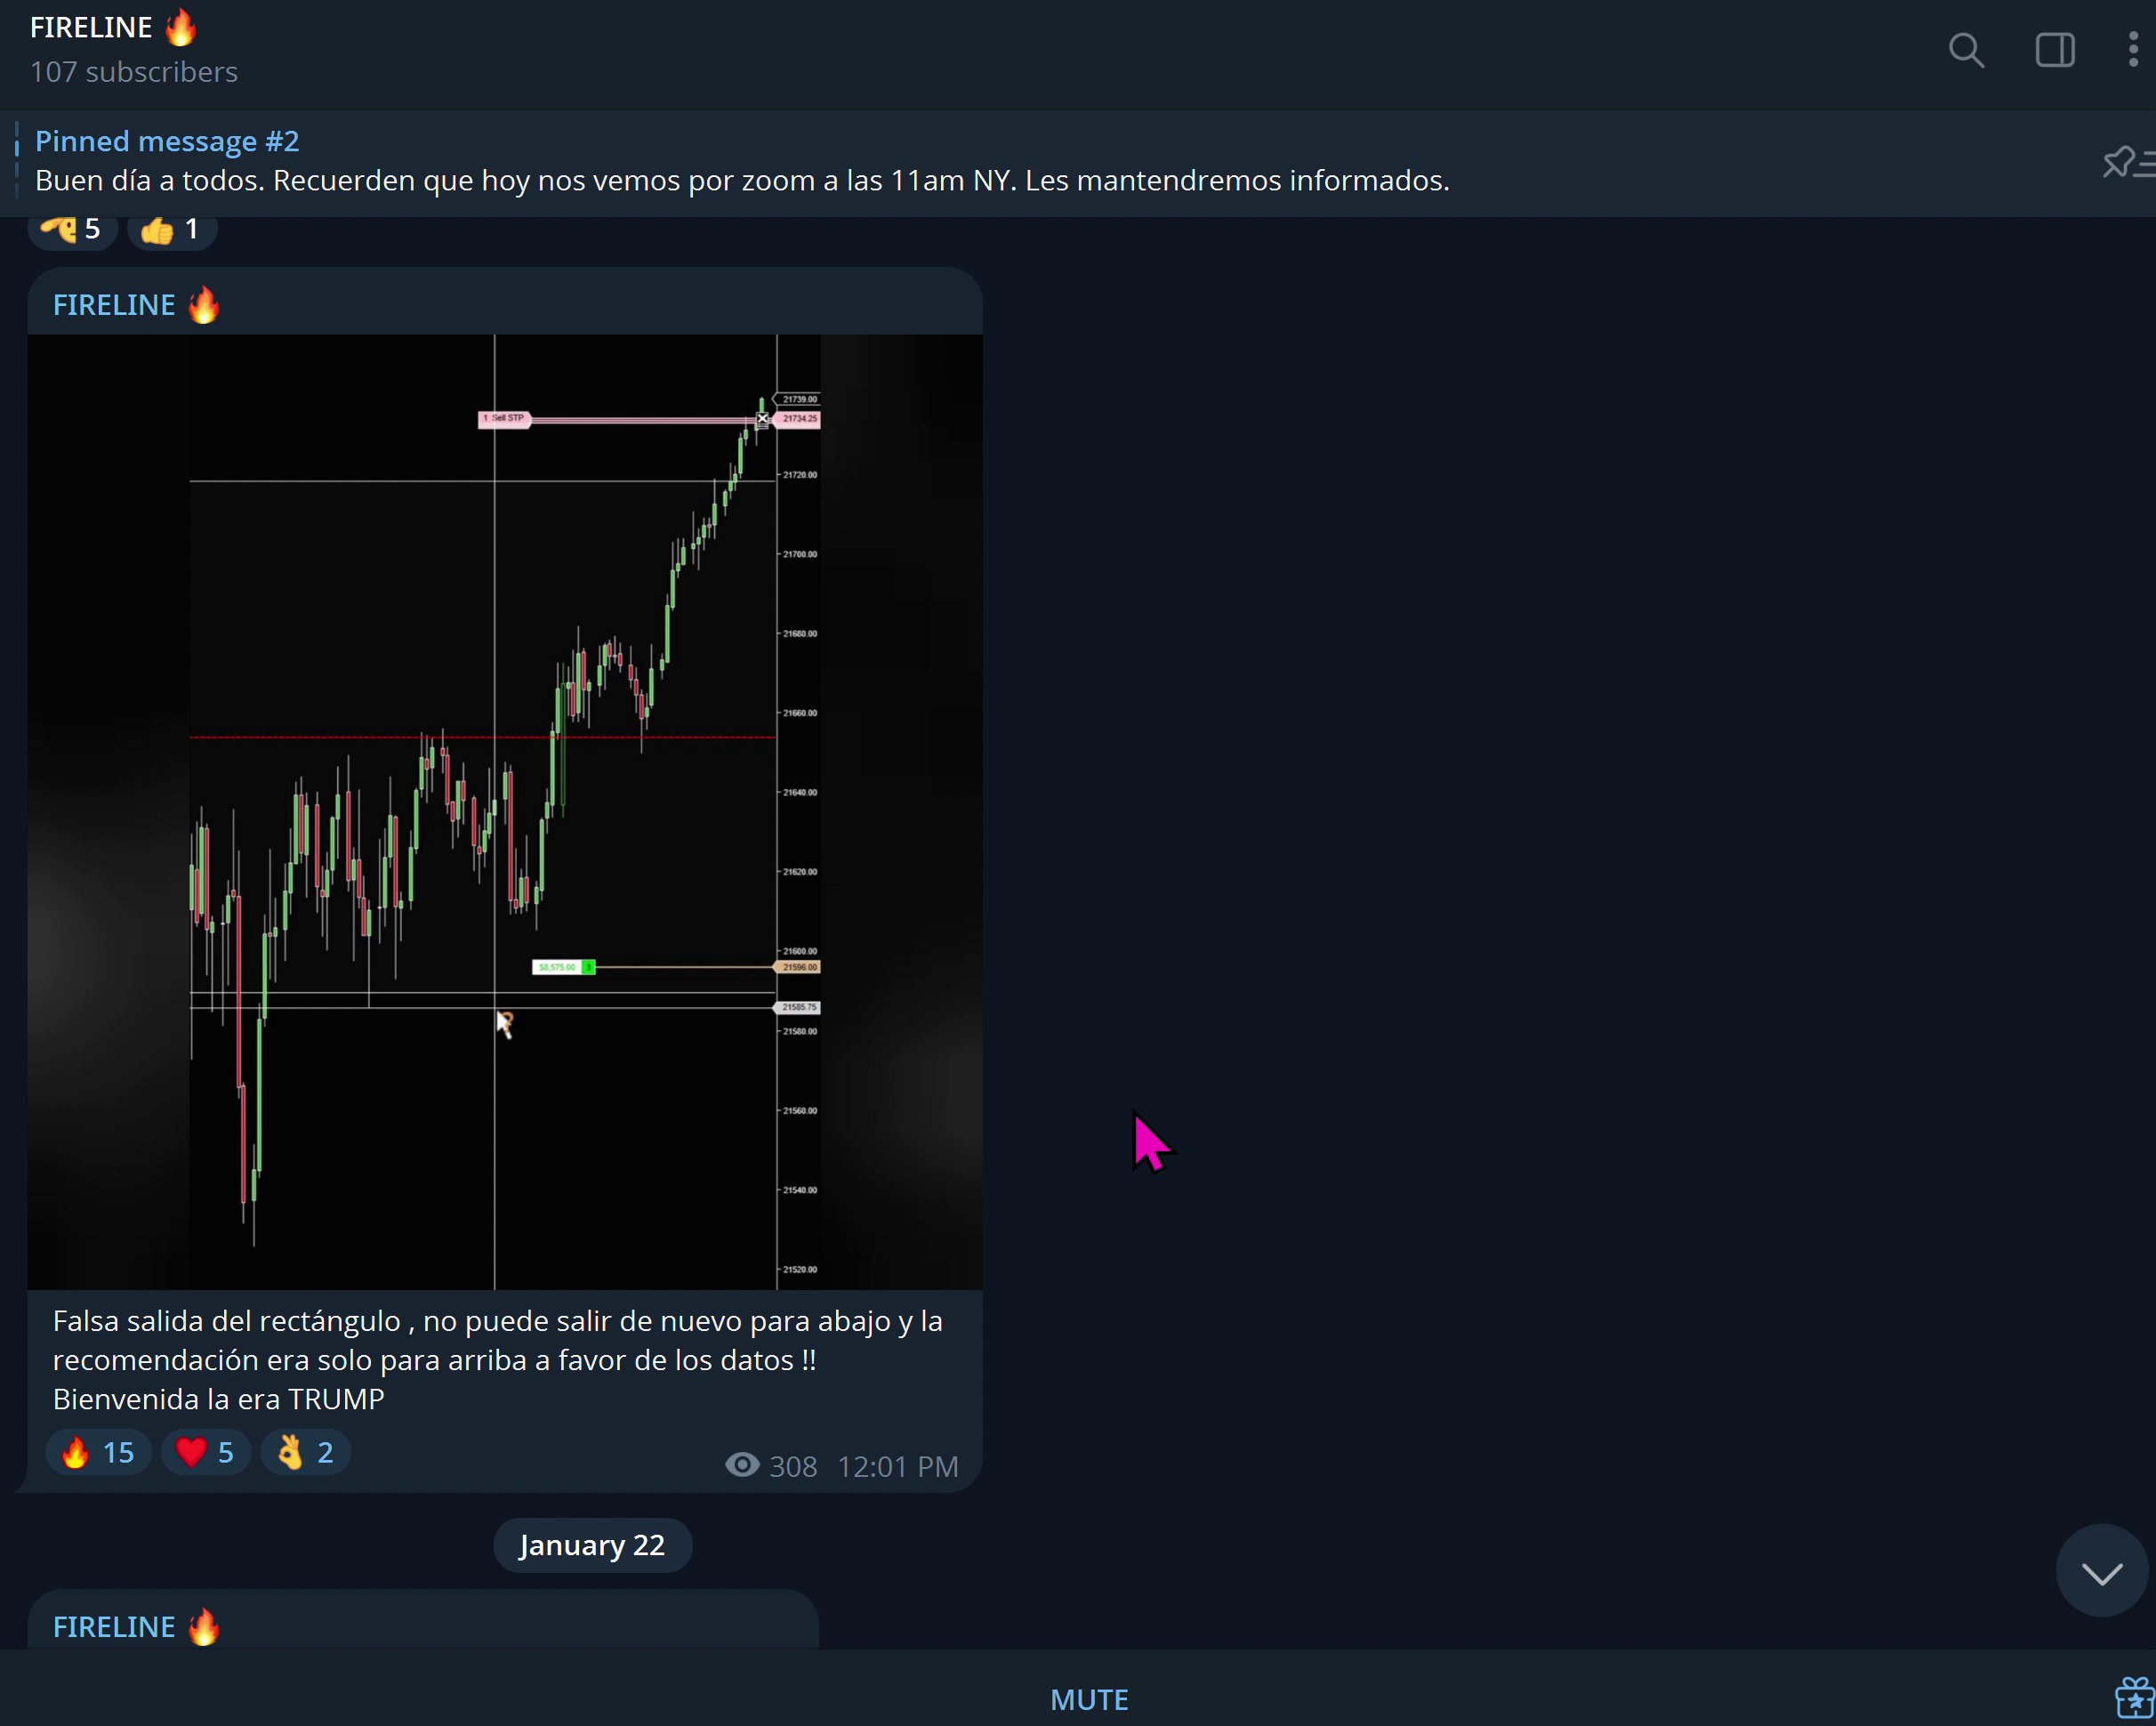 FIRELINE 🔥
107 subscribers
Pinned message #2
Buen día a todos. Recuerden que hoy nos vemos por zoom a las 11am NY. Les mantendremos informados.
5 👍 1
FIRELINE 🔥
21739.00
1 Sell STP
21734.25
21720.00
21700.00
21680.00
21660.00
21640.00
21620.00
21600.00
$8,575.00 3
21596.00
21585.75
21580.00
21560.00
21540.00
21520.00
Falsa salida del rectángulo , no puede salir de nuevo para abajo y la
recomendación era solo para arriba a favor de los datos !!
Bienvenida la era TRUMP
🔥 15 ❤️ 5 👌 2
308 12:01 PM
January 22
FIRELINE 🔥
MUTE